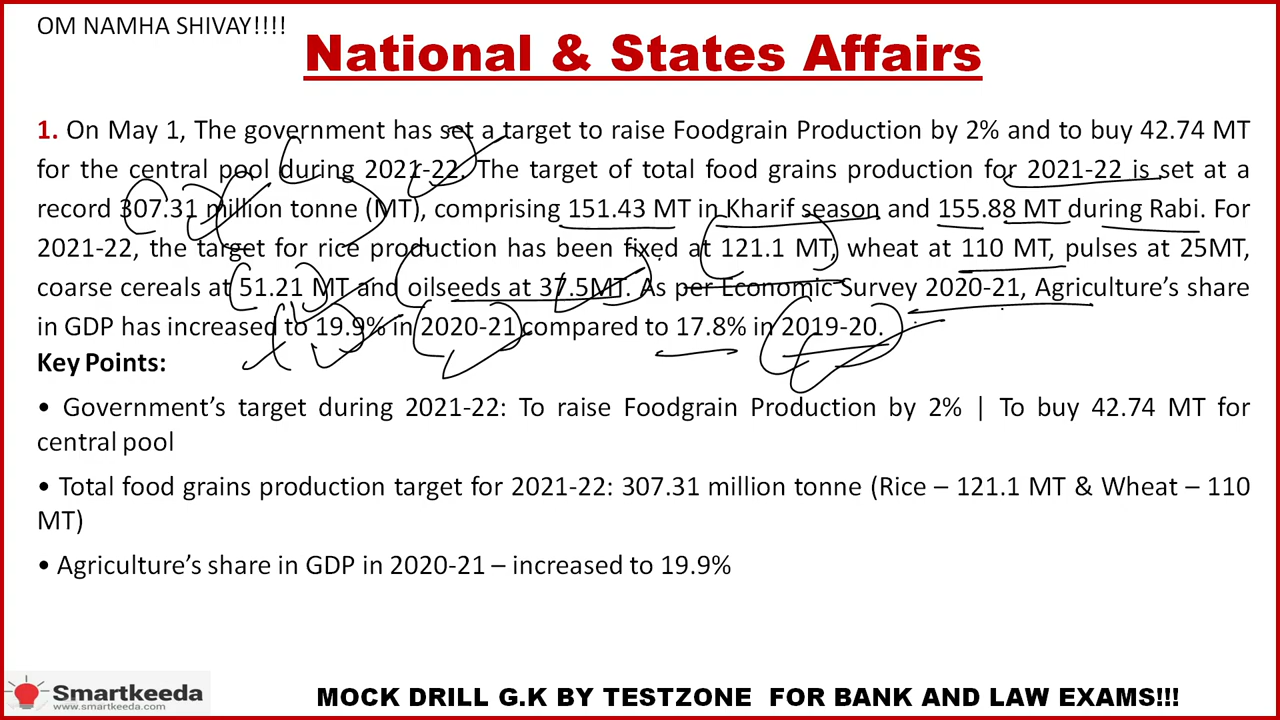 OM NAMHA SHIVAY!!!!
National & States Affairs
1. On May 1, The government has set a target to raise Foodgrain Production by 2% and to buy 42.74 MT
for the central pool during 2021-22. The target of total food grains production for 2021-22 is set at a
record 307.31 million tonne (MT), comprising 151.43 MT in Kharif season and 155.88 MT during Rabi. For
2021-22, the target for rice production has been fixed at 121.1 MT, wheat at 110 MT, pulses at 25MT,
coarse cereals at 51.21 MT and oilseeds at 37.5MT. As per Economic Survey 2020-21, Agriculture’s share
in GDP has increased to 19.9% in 2020-21 compared to 17.8% in 2019-20.
Key Points:
• Government’s target during 2021-22: To raise Foodgrain Production by 2% | To buy 42.74 MT for
central pool
• Total food grains production target for 2021-22: 307.31 million tonne (Rice – 121.1 MT & Wheat – 110
MT)
• Agriculture’s share in GDP in 2020-21 – increased to 19.9%
Smartkeeda
www.smartkeeda.com
MOCK DRILL G.K BY TESTZONE FOR BANK AND LAW EXAMS!!!